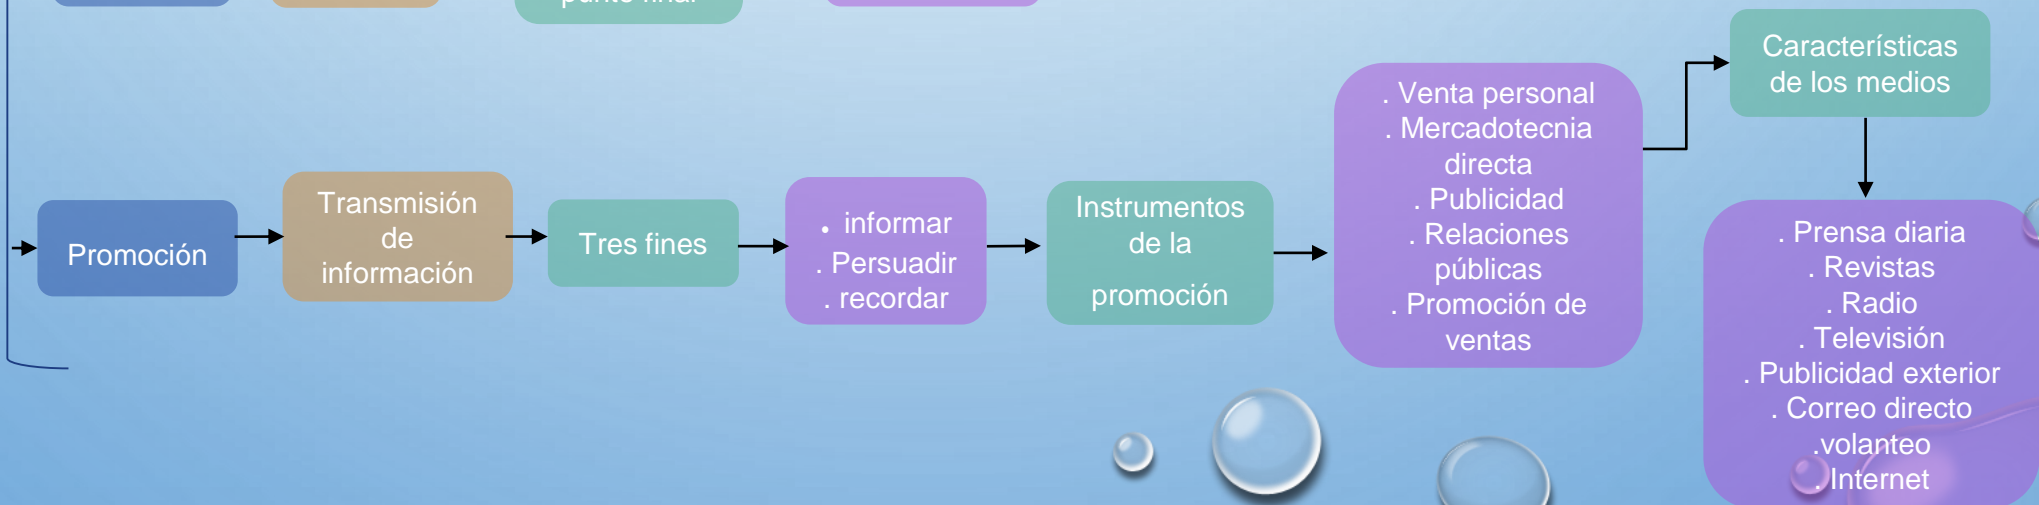 punto final
Promoción
Transmisión
de
información
Tres fines
. informar
. Persuadir
. recordar
Instrumentos
de la
promoción
. Venta personal
. Mercadotecnia
directa
. Publicidad
. Relaciones
públicas
. Promoción de
ventas
Características
de los medios
. Prensa diaria
. Revistas
. Radio
. Televisión
. Publicidad exterior
. Correo directo
.volanteo
. Internet